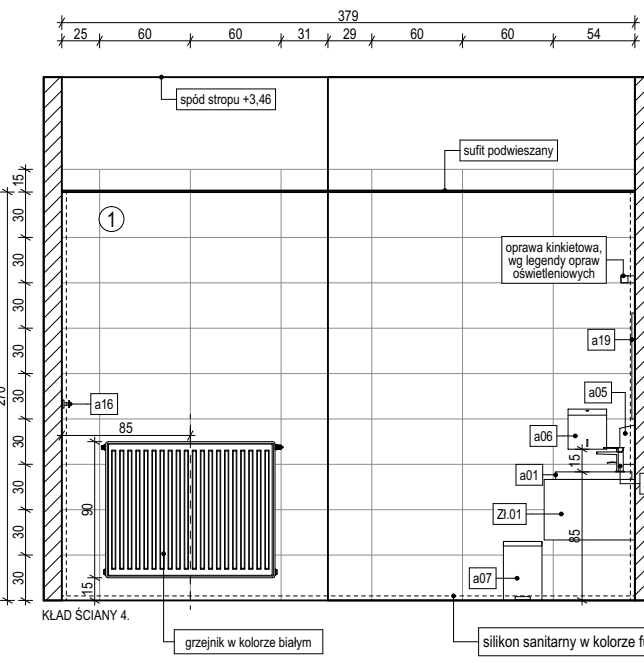 379
25 60 60 31 29 60 60 54
spód stropu +3,46
sufit podwieszany
15
1
30
oprawa kinkietowa,
wg legendy opraw
oświetleniowych
30
30
a19
30
270
a16
a05
85
a06
30
15
a01
30
90
Zł.01
30
85
a07
30
15
30
KŁAD ŚCIANY 4.
grzejnik w kolorze białym
silikon sanitarny w kolorze